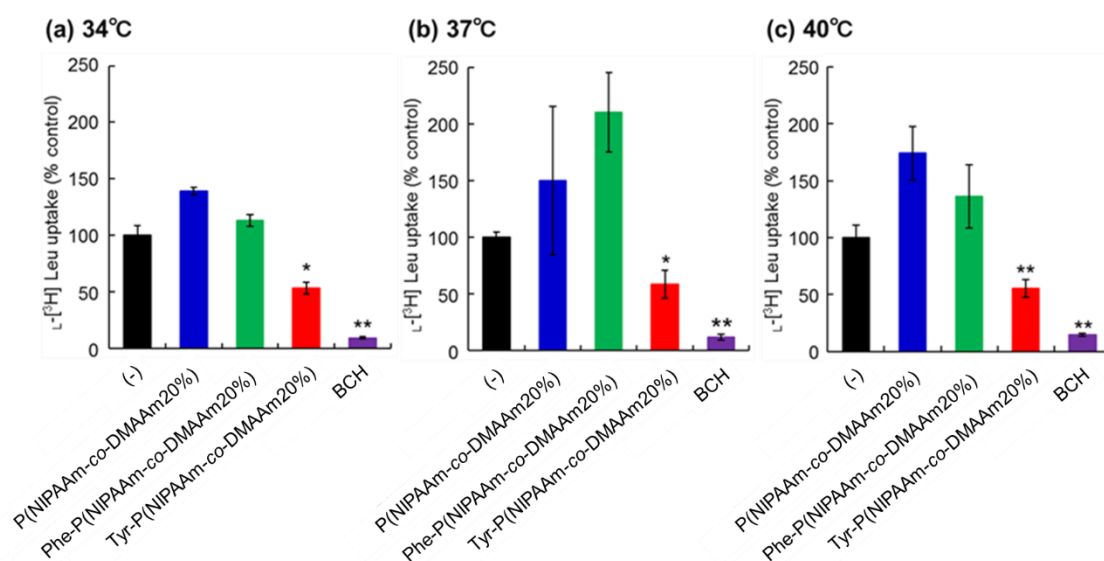 (a) 34℃
L-[³H] Leu uptake (% control)
250
200
150
100
50
0
*
**
(-)
P(NIPAAm-co-DMAAm20%)
Phe-P(NIPAAm-co-DMAAm20%)
Tyr-P(NIPAAm-co-DMAAm20%)
BCH
(b) 37℃
L-[³H] Leu uptake (% control)
250
200
150
100
50
0
*
**
(-)
P(NIPAAm-co-DMAAm20%)
Phe-P(NIPAAm-co-DMAAm20%)
Tyr-P(NIPAAm-co-DMAAm20%)
BCH
(c) 40℃
L-[³H] Leu uptake (% control)
250
200
150
100
50
0
**
**
(-)
P(NIPAAm-co-DMAAm20%)
Phe-P(NIPAAm-co-DMAAm20%)
Tyr-P(NIPAAm-co-DMAAm20%)
BCH